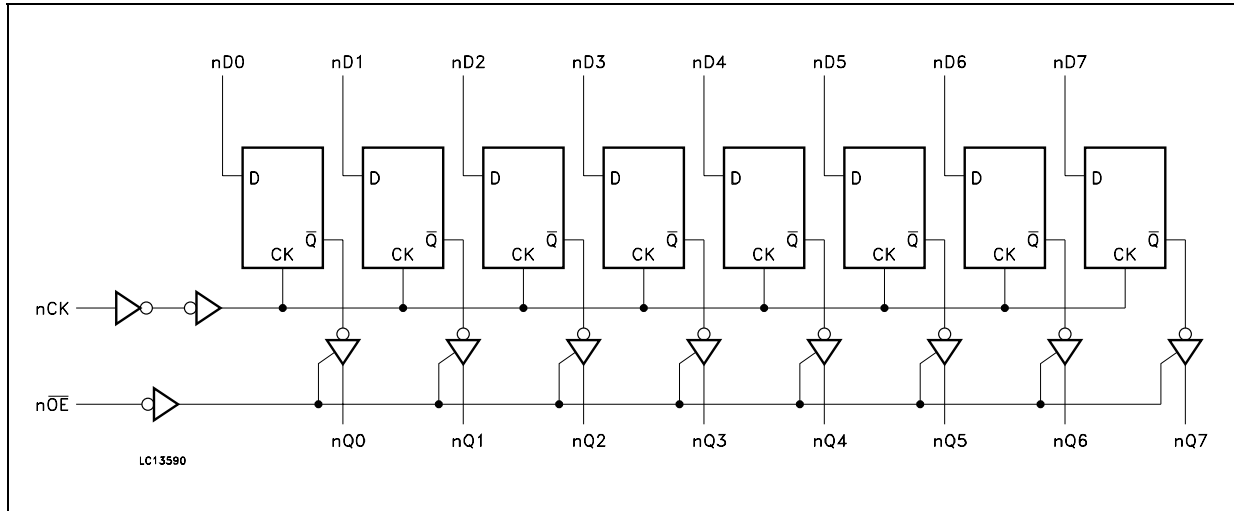 nD0 nD1 nD2 nD3 nD4 nD5 nD6 nD7
D D D D D D D D
Q̅ Q̅ Q̅ Q̅ Q̅ Q̅ Q̅ Q̅
CK CK CK CK CK CK CK CK
nCK
nO̅E̅
nQ0 nQ1 nQ2 nQ3 nQ4 nQ5 nQ6 nQ7
LC13590